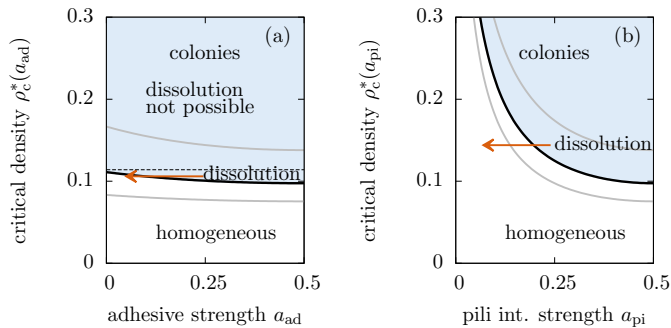 critical density ρ*c(aad)
0.3
0.2
0.1
0
(a)
colonies
dissolution
not possible
dissolution
homogeneous
0
0.25
0.5
adhesive strength aad
critical density ρ*c(api)
0.3
0.2
0.1
0
(b)
colonies
dissolution
homogeneous
0
0.25
0.5
pili int. strength api